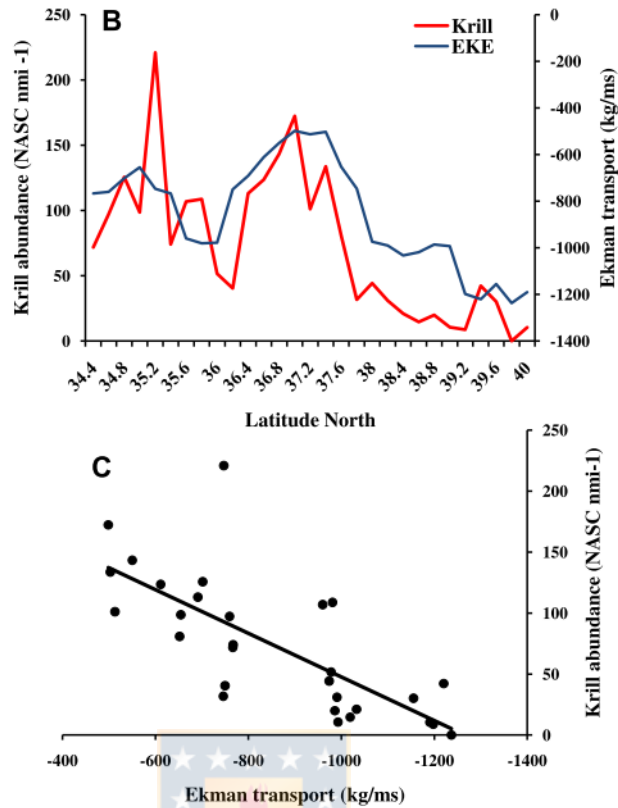 B
Krill
EKE
Krill abundance (NASC nmi -1)
250
200
150
100
50
0
0
-200
-400
-600
-800
-1000
-1200
-1400
Ekman transport (kg/ms)
34.4 34.8 35.2 35.6 36 36.4 36.8 37.2 37.6 38 38.4 38.8 39.2 39.6 40
Latitude North
C
250
200
150
100
50
0
Krill abundance (NASC nmi-1)
-400 -600 -800 -1000 -1200 -1400
Ekman transport (kg/ms)